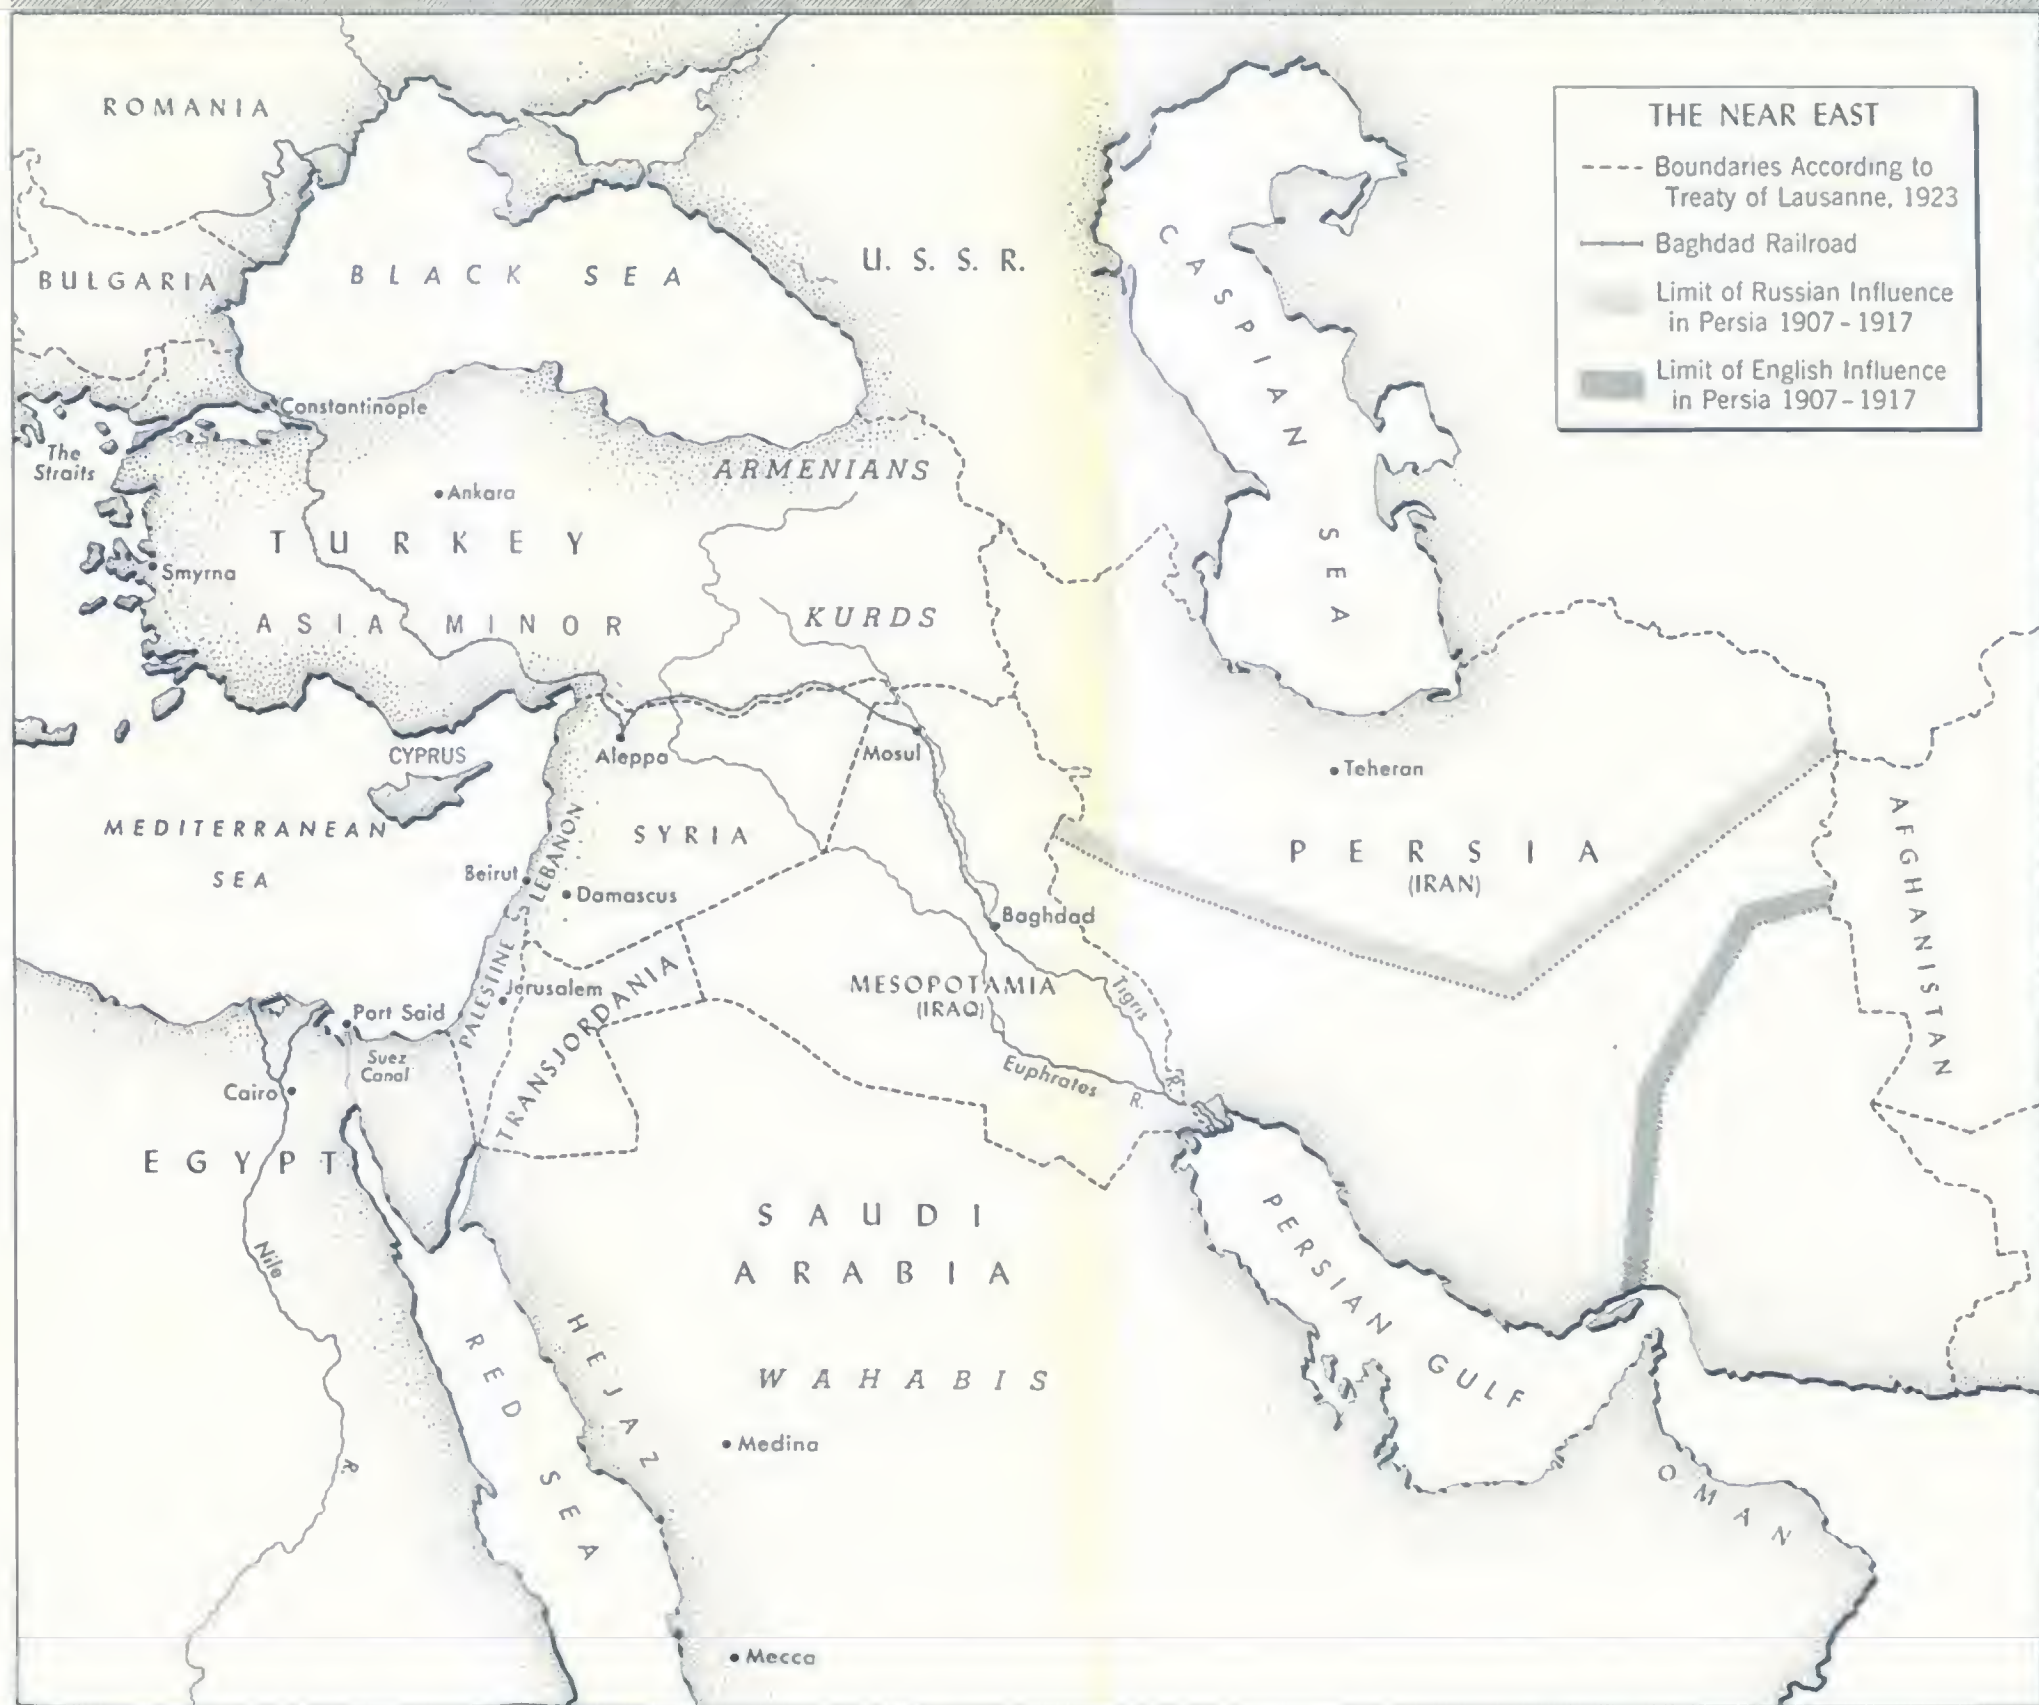 THE NEAR EAST
Boundaries According to
Treaty of Lausanne, 1923
Baghdad Railroad
Limit of Russian Influence
in Persia 1907-1917
Limit of English Influence
in Persia 1907-1917
ROMANIA
BULGARIA
BLACK SEA
U. S. S. R.
CASPIAN SEA
Constantinople
The
Straits
Ankara
ARMENIANS
TURKEY
Smyrna
ASIA MINOR
KURDS
CYPRUS
Aleppo
Mosul
Teheran
MEDITERRANEAN
SEA
SYRIA
LEBANON
Beirut
Damascus
PERSIA
(IRAN)
AFGHANISTAN
Baghdad
PALESTINE
Jerusalem
TRANSJORDANIA
MESOPOTAMIA
(IRAQ)
Tigris R.
Euphrates R.
Port Said
Suez
Canal
Cairo
EGYPT
Nile R.
SAUDI
ARABIA
PERSIAN GULF
HEJAZ
RED SEA
WAHABIS
Medina
OMAN
Mecca